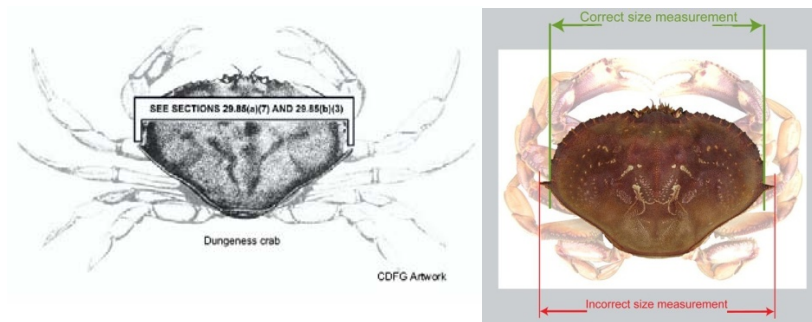 SEE SECTIONS 29.85(a)(7) AND 29.85(b)(3)
Dungeness crab
CDFG Artwork
Correct size measurement
Incorrect size measurement